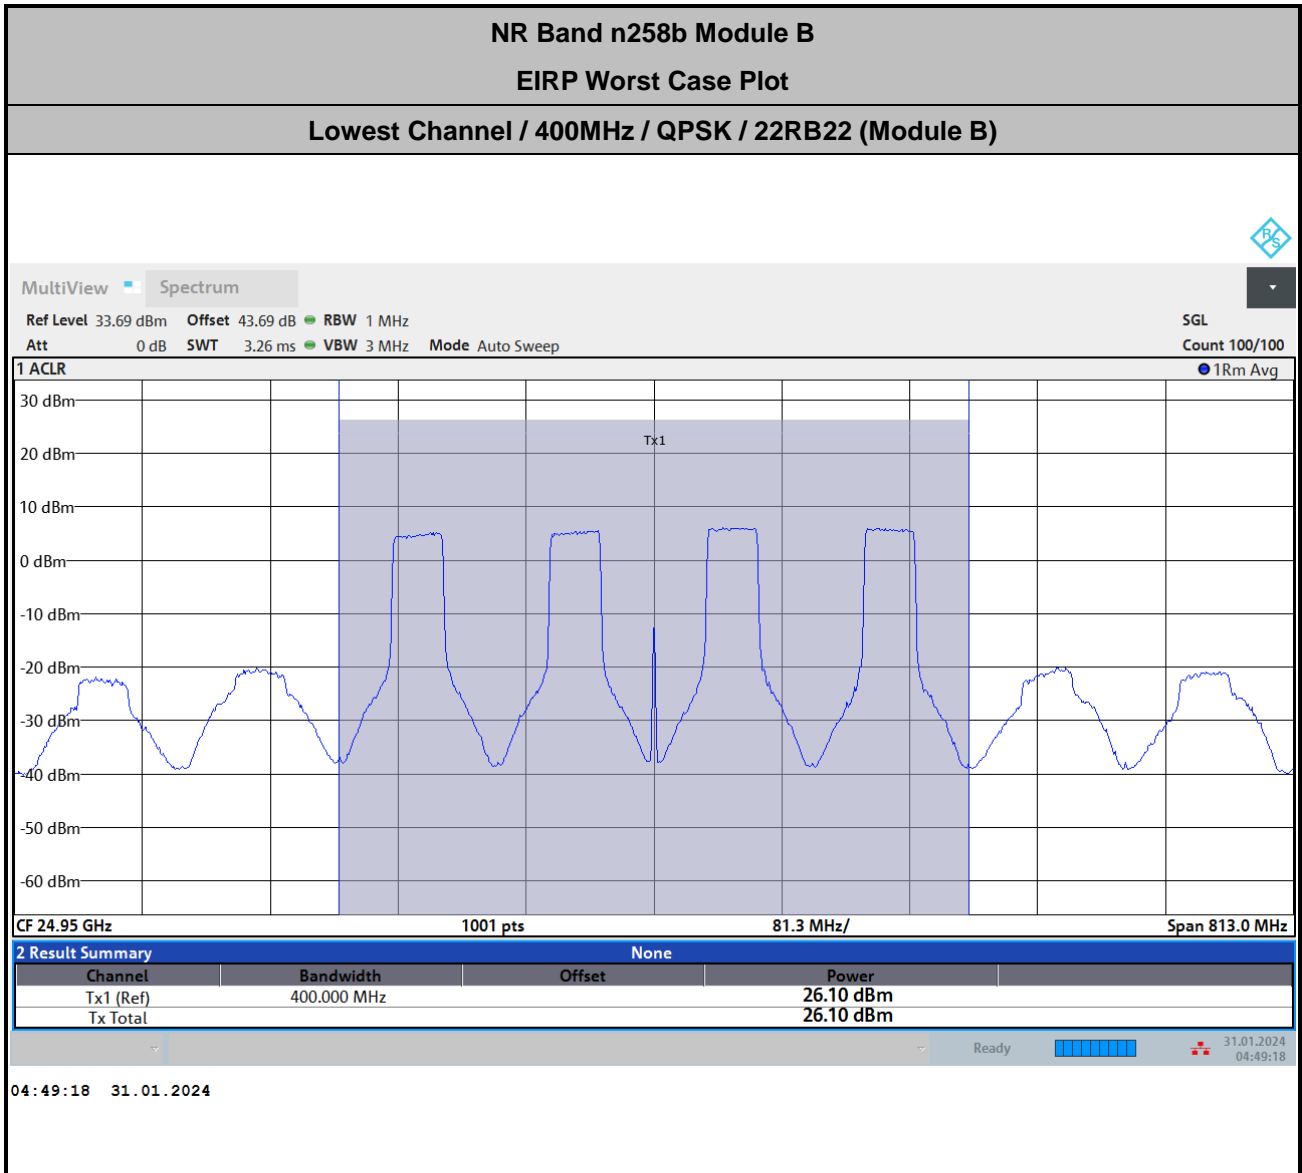 NR Band n258b Module B
EIRP Worst Case Plot
Lowest Channel / 400MHz / QPSK / 22RB22 (Module B)
R S
MultiView Spectrum
Ref Level 33.69 dBm Offset 43.69 dB RBW 1 MHz SGL
Att 0 dB SWT 3.26 ms VBW 3 MHz Mode Auto Sweep Count 100/100
1 ACLR 1Rm Avg
30 dBm
Tx1
20 dBm
10 dBm
0 dBm
-10 dBm
-20 dBm
-30 dBm
-40 dBm
-50 dBm
-60 dBm
CF 24.95 GHz 1001 pts 81.3 MHz/ Span 813.0 MHz
2 Result Summary None
Channel Bandwidth Offset Power
Tx1 (Ref) 400.000 MHz 26.10 dBm
Tx Total 26.10 dBm
Ready 31.01.2024
04:49:18
04:49:18 31.01.2024